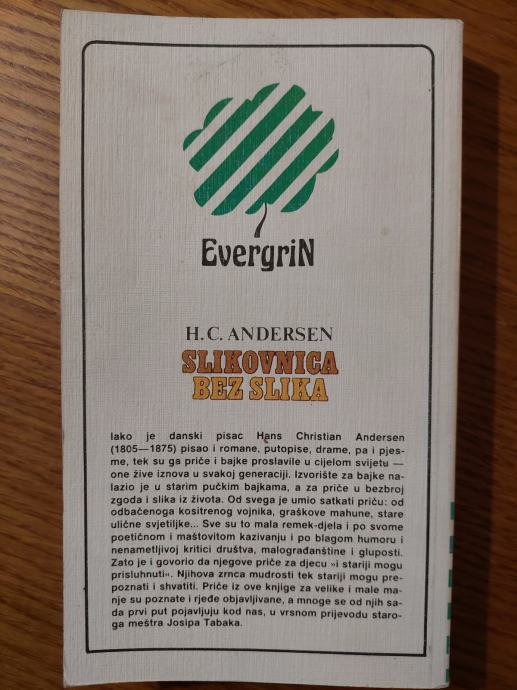 EvergriN
H.C. ANDERSEN
SLIKOVNICA
BEZ SLIKA
Iako je danski pisac Hans Christian Andersen
(1805—1875) pisao i romane, putopise, drame, pa i pjes-
me, tek su ga priče i bajke proslavile u cijelom svijetu —
one žive iznova u svakoj generaciji. Izvorište za bajke na-
lazio je u starim pučkim bajkama, a za priče u bezbroj
zgoda i slika iz života. Od svega je umio satkati priču: od
odbačenoga kositrenog vojnika, graškove mahune, stare
ulične svjetiljke... Sve su to mala remek-djela i po svome
poetičnom i maštovitom kazivanju i po blagom humoru i
nenametljivoj kritici društva, malograđanštine i gluposti.
Zato je i govorio da njegove priče za djecu »i stariji mogu
prisluhnuti«. Njihova zrnca mudrosti tek stariji mogu pre-
poznati i shvatiti. Priče iz ove knjige za velike i male ma-
nje su poznate i rjeđe objavljivane, a mnoge se od njih sa-
da prvi put pojavljuju kod nas, u vrsnom prijevodu staro-
ga meštra Josipa Tabaka.